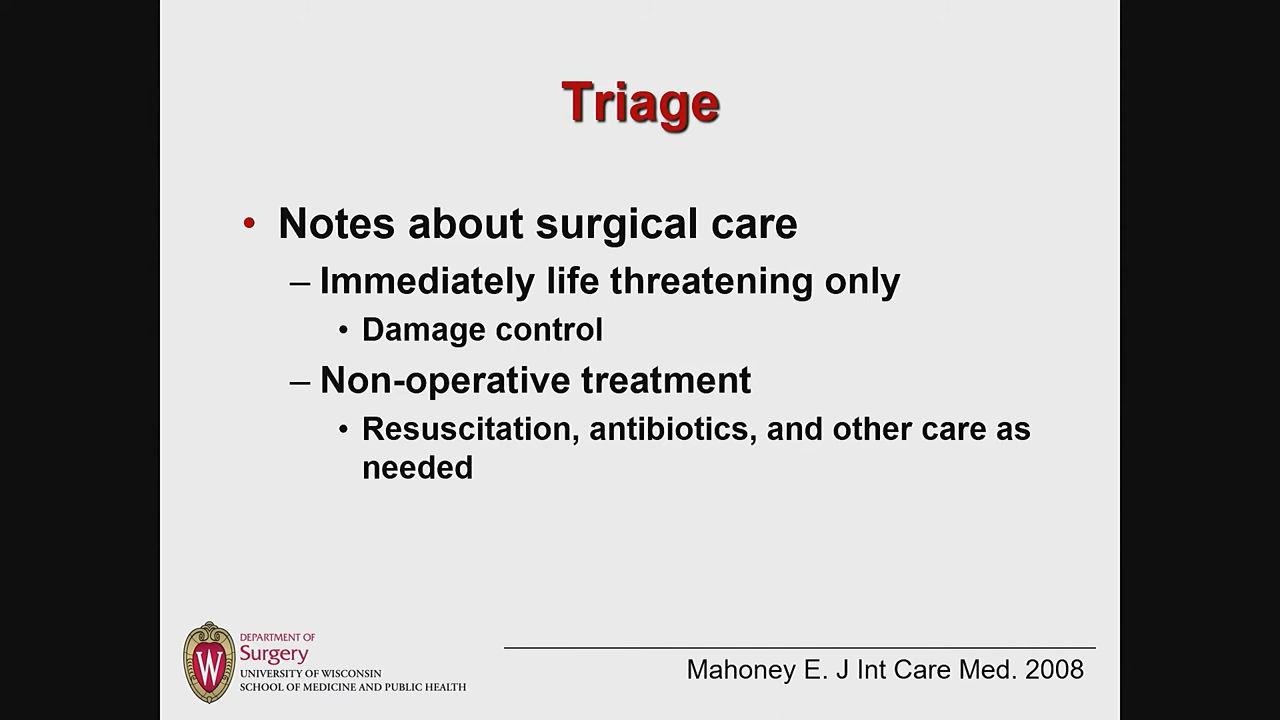 Triage
• Notes about surgical care
– Immediately life threatening only
• Damage control
– Non-operative treatment
• Resuscitation, antibiotics, and other care as
needed
W
DEPARTMENT OF
Surgery
UNIVERSITY OF WISCONSIN
SCHOOL OF MEDICINE AND PUBLIC HEALTH
Mahoney E. J Int Care Med. 2008